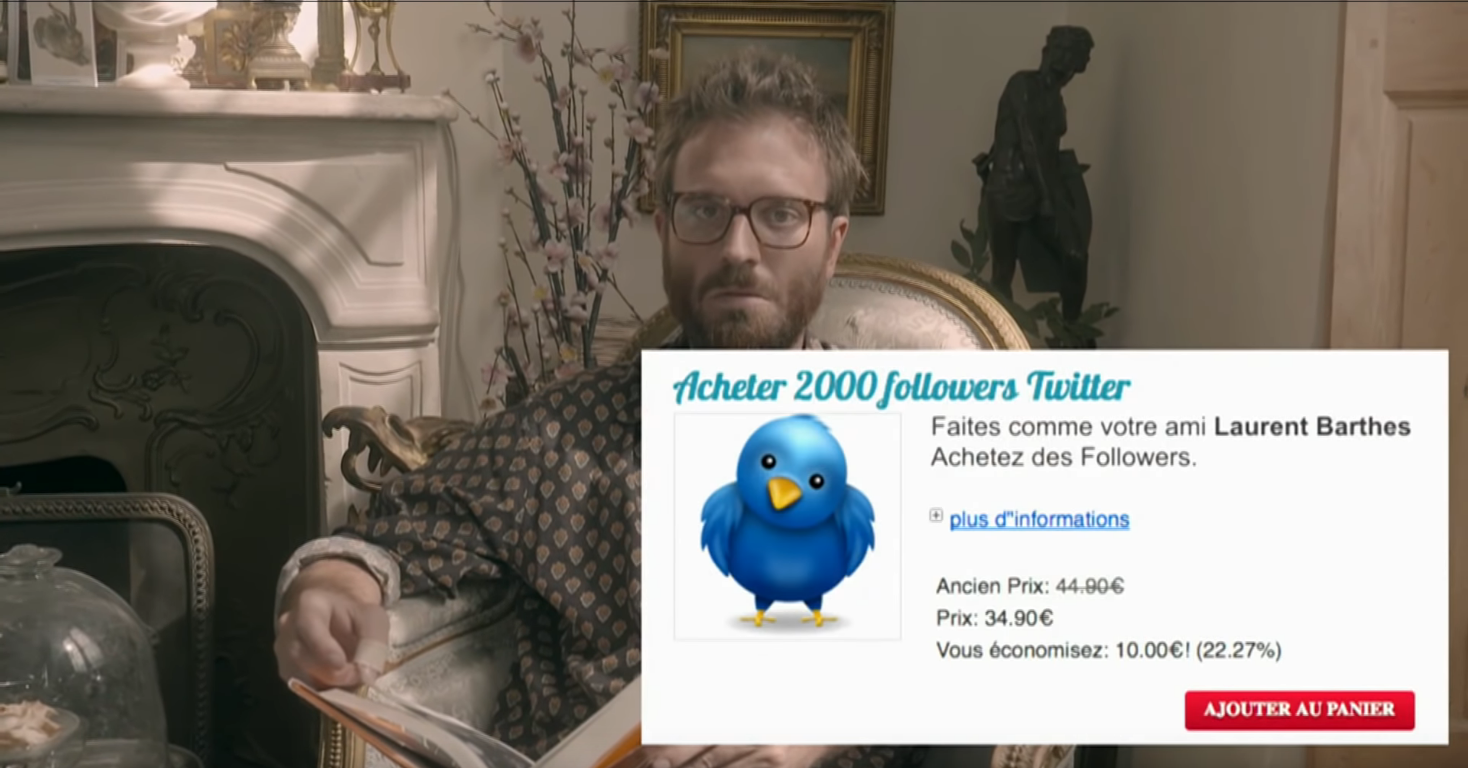 Acheter 2000 followers Twitter
Faites comme votre ami Laurent Barthes
Achetez des Followers.
plus d"informations
Ancien Prix: 44.90€
Prix: 34.90€
Vous économisez: 10.00€! (22.27%)
AJOUTER AU PANIER